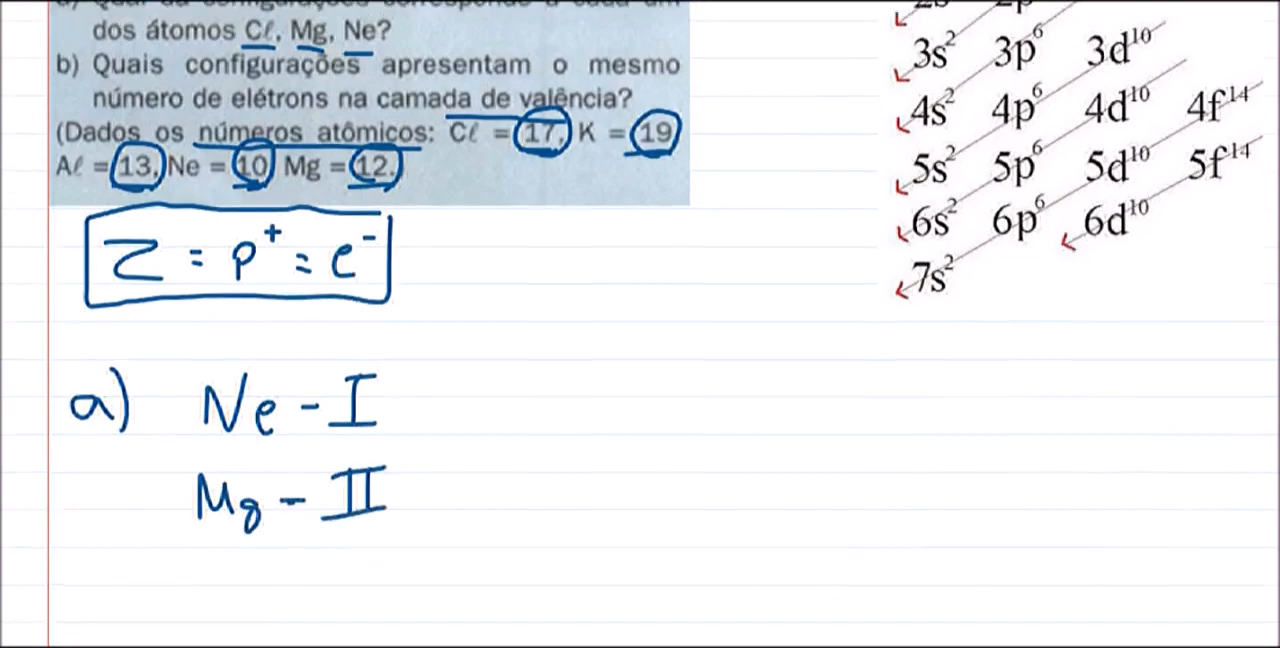 dos átomos Cℓ, Mg, Ne?
b) Quais configurações apresentam o mesmo
número de elétrons na camada de valência?
(Dados os números atômicos: Cℓ = 17, K = 19
Aℓ = 13, Ne = 10 Mg = 12.
Z = p⁺ = e⁻
a) Ne - I
Mg - II
3s² 3p⁶ 3d¹⁰
4s² 4p⁶ 4d¹⁰ 4f¹⁴
5s² 5p⁶ 5d¹⁰ 5f¹⁴
6s² 6p⁶ 6d¹⁰
7s²